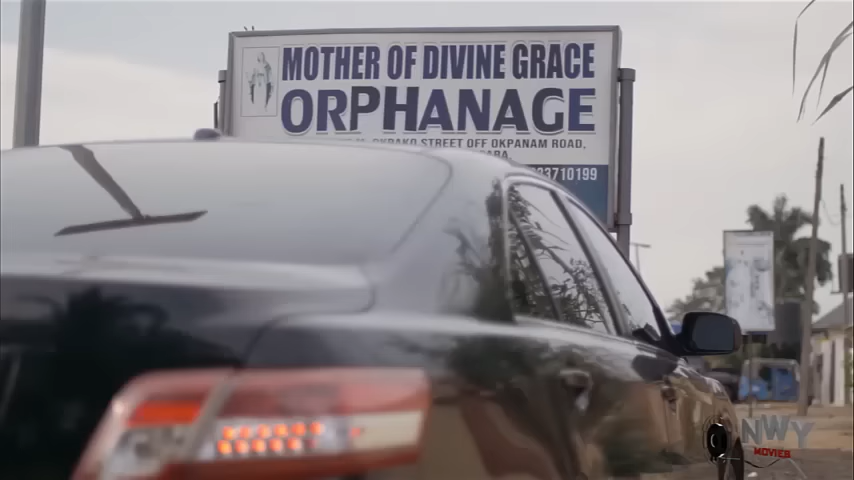 MOTHER OF DIVINE GRACE
ORPHANAGE
STREET OFF OKPANAM ROAD,
23710199
NWY
MOVIES